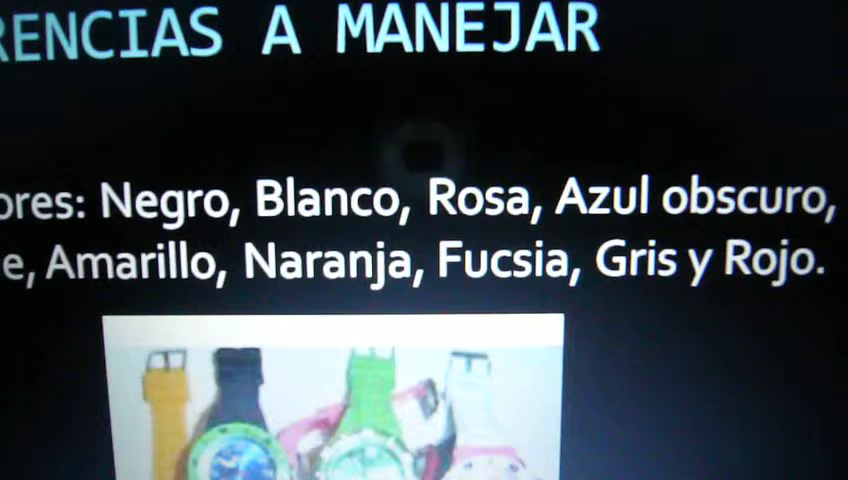 RENCIAS A MANEJAR
ores: Negro, Blanco, Rosa, Azul obscuro,
e, Amarillo, Naranja, Fucsia, Gris y Rojo.